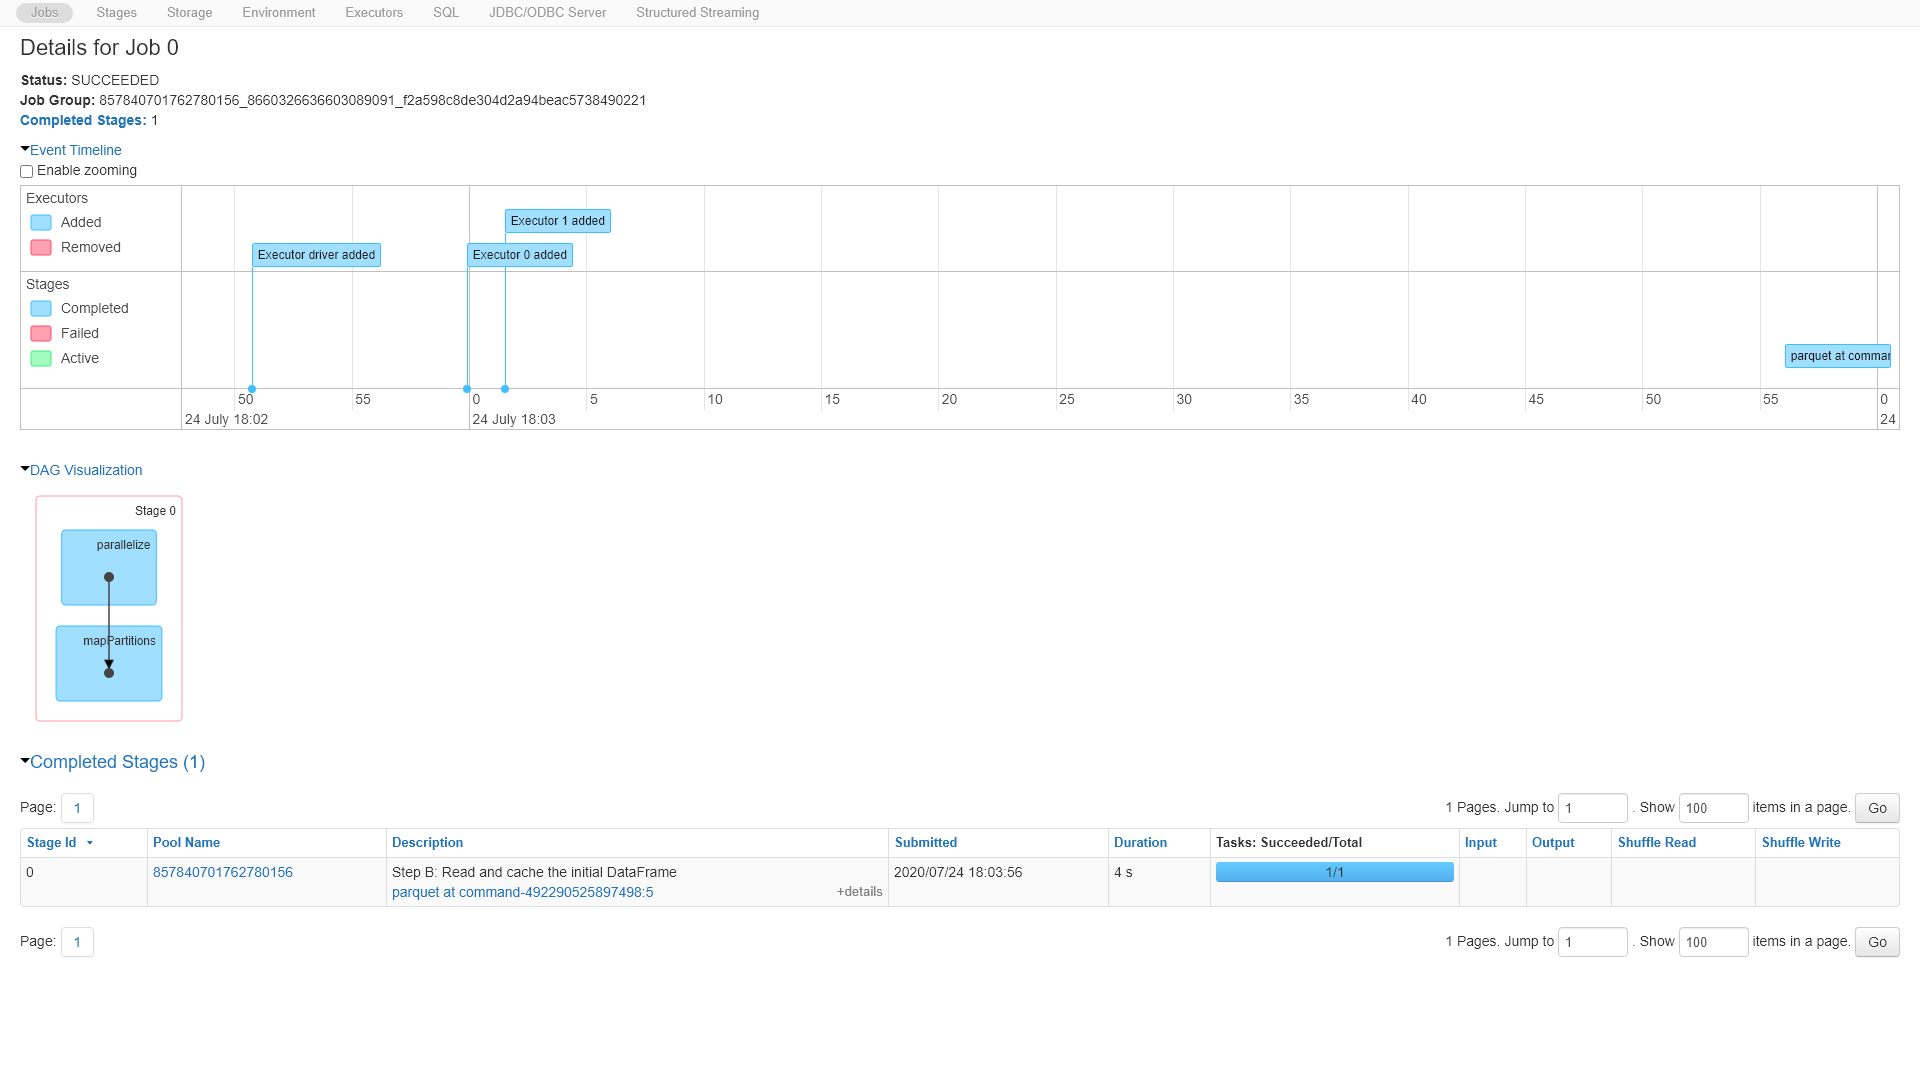 Jobs Stages Storage Environment Executors SQL JDBC/ODBC Server Structured Streaming
Details for Job 0
Status: SUCCEEDED
Job Group: 857840701762780156_8660326636603089091_f2a598c8de304d2a94beac5738490221
Completed Stages: 1
Event Timeline
Enable zooming
Executors
Added
Removed
Executor 1 added
Executor driver added
Executor 0 added
Stages
Completed
Failed
Active
parquet at comman
50 55 0 5 10 15 20 25 30 35 40 45 50 55 0
24 July 18:02 24 July 18:03 24
DAG Visualization
Stage 0
parallelize
mapPartitions
Completed Stages (1)
Page: 1 1 Pages. Jump to 1 . Show 100 items in a page. Go
Stage Id Pool Name Description Submitted Duration Tasks: Succeeded/Total Input Output Shuffle Read Shuffle Write
0 857840701762780156 Step B: Read and cache the initial DataFrame 2020/07/24 18:03:56 4 s 1/1
parquet at command-492290525897498:5 +details
Page: 1 1 Pages. Jump to 1 . Show 100 items in a page. Go